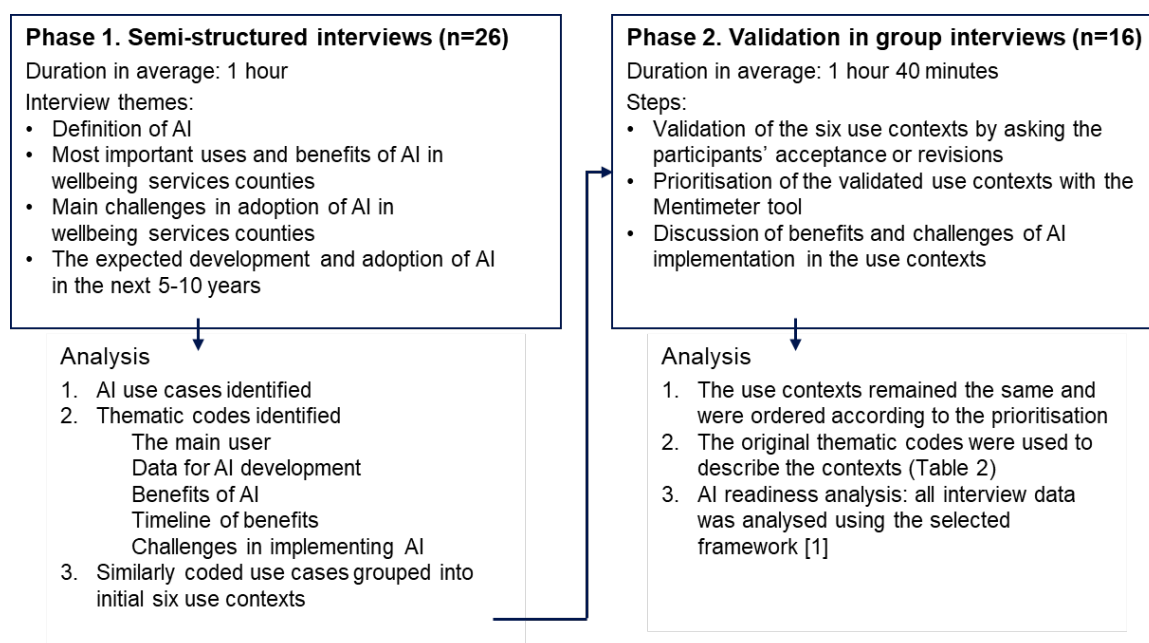 Phase 1. Semi-structured interviews (n=26)
Duration in average: 1 hour
Interview themes:
• Definition of AI
• Most important uses and benefits of AI in
wellbeing services counties
• Main challenges in adoption of AI in
wellbeing services counties
• The expected development and adoption of AI
in the next 5-10 years
Analysis
1. AI use cases identified
2. Thematic codes identified
The main user
Data for AI development
Benefits of AI
Timeline of benefits
Challenges in implementing AI
3. Similarly coded use cases grouped into
initial six use contexts
Phase 2. Validation in group interviews (n=16)
Duration in average: 1 hour 40 minutes
Steps:
• Validation of the six use contexts by asking the
participants’ acceptance or revisions
• Prioritisation of the validated use contexts with the
Mentimeter tool
• Discussion of benefits and challenges of AI
implementation in the use contexts
Analysis
1. The use contexts remained the same and
were ordered according to the prioritisation
2. The original thematic codes were used to
describe the contexts (Table 2)
3. AI readiness analysis: all interview data
was analysed using the selected
framework [1]